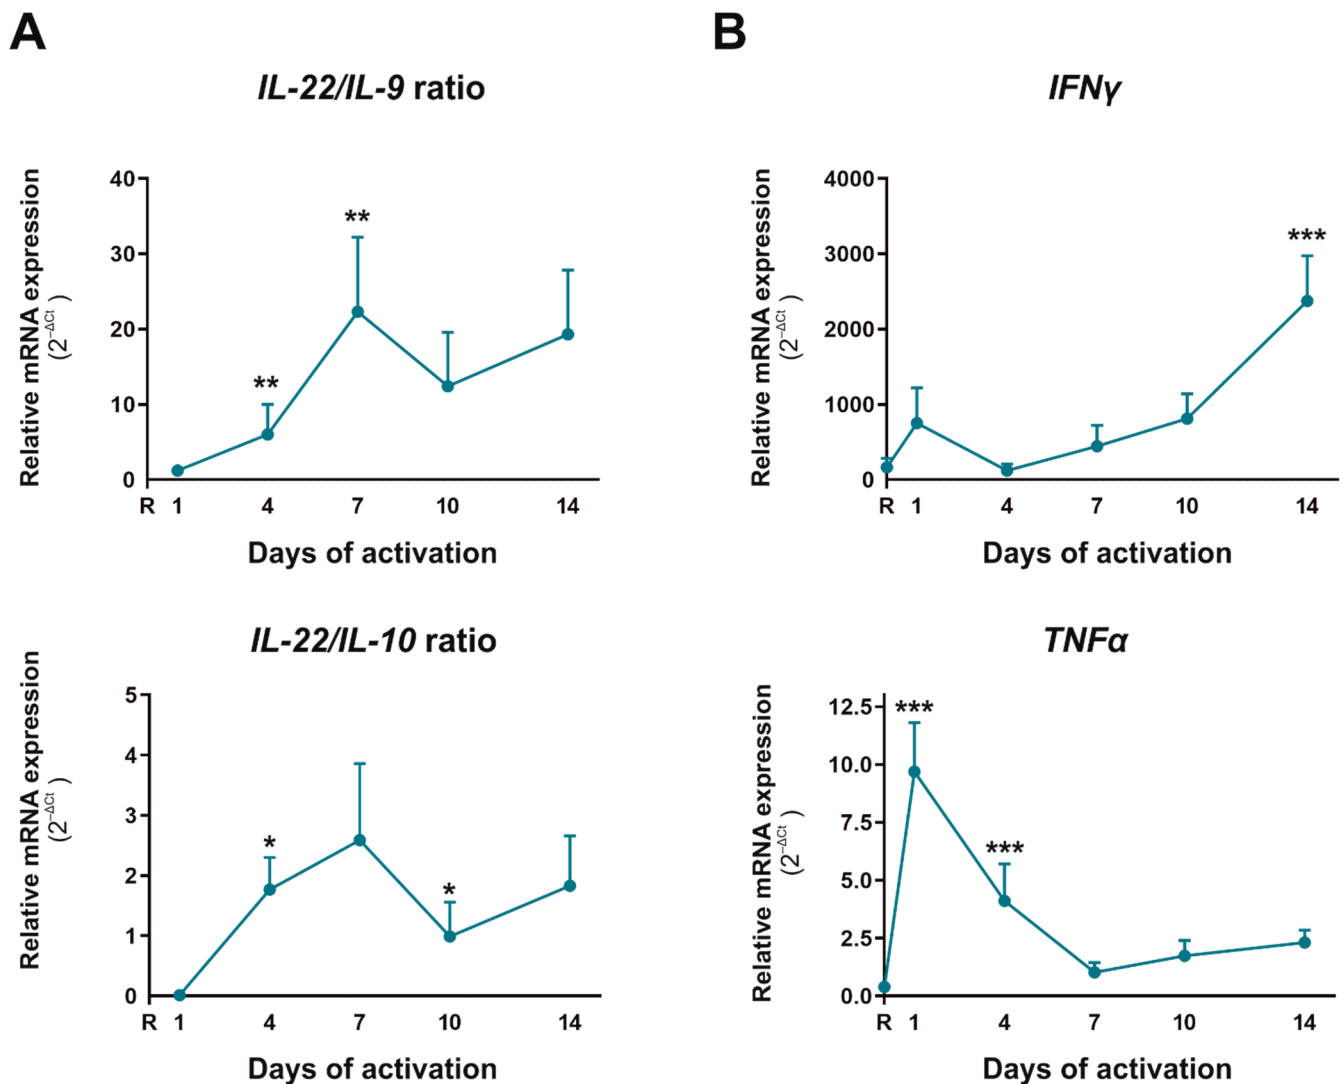 A
B
IL-22/IL-9 ratio
Relative mRNA expression
(2⁻ΔCt )
40
30
20
10
0
**
**
R 1 4 7 10 14
Days of activation
IFNγ
Relative mRNA expression
(2⁻ΔCt )
4000
3000
2000
1000
0
***
R 1 4 7 10 14
Days of activation
IL-22/IL-10 ratio
Relative mRNA expression
(2⁻ΔCt )
5
4
3
2
1
0
*
*
R 1 4 7 10 14
Days of activation
TNFα
Relative mRNA expression
(2⁻ΔCt )
12.5
10.0
7.5
5.0
2.5
0.0
***
***
R 1 4 7 10 14
Days of activation